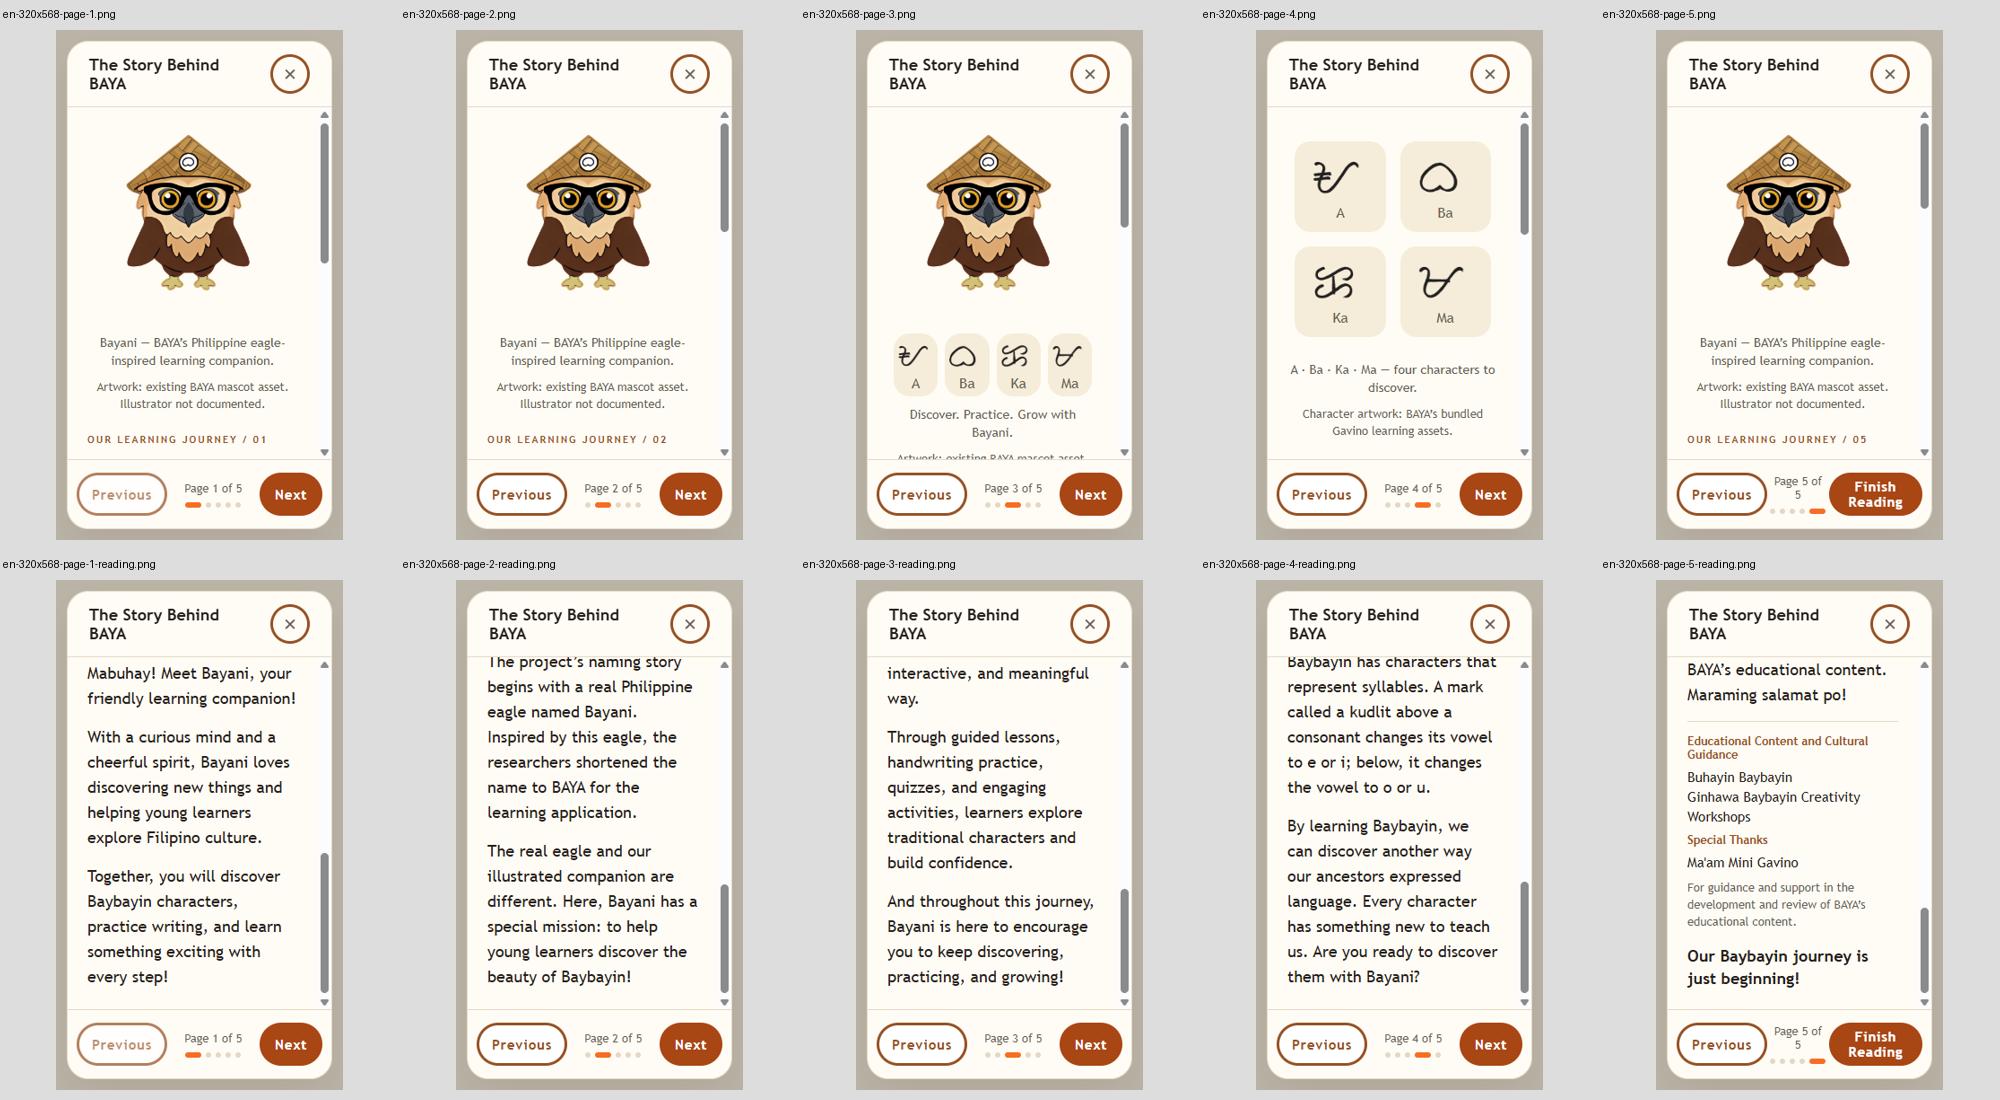 en-320x568-page-1.png
The Story Behind
BAYA
Bayani — BAYA's Philippine eagle-
inspired learning companion.
Artwork: existing BAYA mascot asset.
Illustrator not documented.
OUR LEARNING JOURNEY / 01
Previous
Page 1 of 5
Next
en-320x568-page-2.png
The Story Behind
BAYA
Bayani — BAYA's Philippine eagle-
inspired learning companion.
Artwork: existing BAYA mascot asset.
Illustrator not documented.
OUR LEARNING JOURNEY / 02
Previous
Page 2 of 5
Next
en-320x568-page-3.png
The Story Behind
BAYA
ᜀ ᜊ ᜃ ᜋ
A Ba Ka Ma
Discover. Practice. Grow with
Bayani.
Artwork: existing BAYA mascot asset.
Previous
Page 3 of 5
Next
en-320x568-page-4.png
The Story Behind
BAYA
ᜀ ᜊ
A Ba
ᜃ ᜋ
Ka Ma
A · Ba · Ka · Ma — four characters to
discover.
Character artwork: BAYA's bundled
Gavino learning assets.
Previous
Page 4 of 5
Next
en-320x568-page-5.png
The Story Behind
BAYA
Bayani — BAYA's Philippine eagle-
inspired learning companion.
Artwork: existing BAYA mascot asset.
Illustrator not documented.
OUR LEARNING JOURNEY / 05
Previous
Page 5 of
5
Finish
Reading
en-320x568-page-1-reading.png
The Story Behind
BAYA
Mabuhay! Meet Bayani, your
friendly learning companion!
With a curious mind and a
cheerful spirit, Bayani loves
discovering new things and
helping young learners
explore Filipino culture.
Together, you will discover
Baybayin characters,
practice writing, and learn
something exciting with
every step!
Previous
Page 1 of 5
Next
en-320x568-page-2-reading.png
The Story Behind
BAYA
The project's naming story
begins with a real Philippine
eagle named Bayani.
Inspired by this eagle, the
researchers shortened the
name to BAYA for the
learning application.
The real eagle and our
illustrated companion are
different. Here, Bayani has a
special mission: to help
young learners discover the
beauty of Baybayin!
Previous
Page 2 of 5
Next
en-320x568-page-3-reading.png
The Story Behind
BAYA
interactive, and meaningful
way.
Through guided lessons,
handwriting practice,
quizzes, and engaging
activities, learners explore
traditional characters and
build confidence.
And throughout this journey,
Bayani is here to encourage
you to keep discovering,
practicing, and growing!
Previous
Page 3 of 5
Next
en-320x568-page-4-reading.png
The Story Behind
BAYA
Baybayin has characters that
represent syllables. A mark
called a kudlit above a
consonant changes its vowel
to e or i; below, it changes
the vowel to o or u.
By learning Baybayin, we
can discover another way
our ancestors expressed
language. Every character
has something new to teach
us. Are you ready to discover
them with Bayani?
Previous
Page 4 of 5
Next
en-320x568-page-5-reading.png
The Story Behind
BAYA
BAYA's educational content.
Maraming salamat po!
Educational Content and Cultural
Guidance
Buhayin Baybayin
Ginhawa Baybayin Creativity
Workshops
Special Thanks
Ma'am Mini Gavino
For guidance and support in the
development and review of BAYA's
educational content.
Our Baybayin journey is
just beginning!
Previous
Page 5 of
5
Finish
Reading